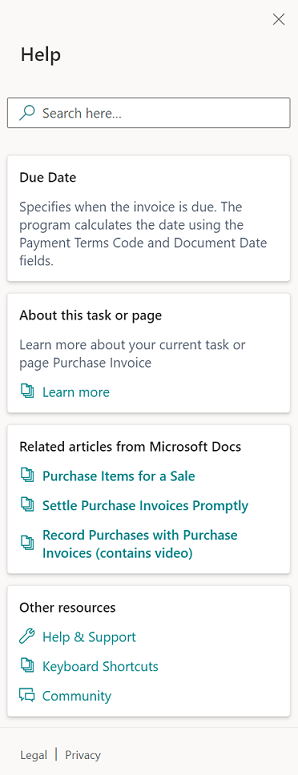 Help
Search here...
Due Date
Specifies when the invoice is due. The
program calculates the date using the
Payment Terms Code and Document Date
fields.
About this task or page
Learn more about your current task or
page Purchase Invoice
Learn more
Related articles from Microsoft Docs
Purchase Items for a Sale
Settle Purchase Invoices Promptly
Record Purchases with Purchase
Invoices (contains video)
Other resources
Help & Support
Keyboard Shortcuts
Community
Legal | Privacy